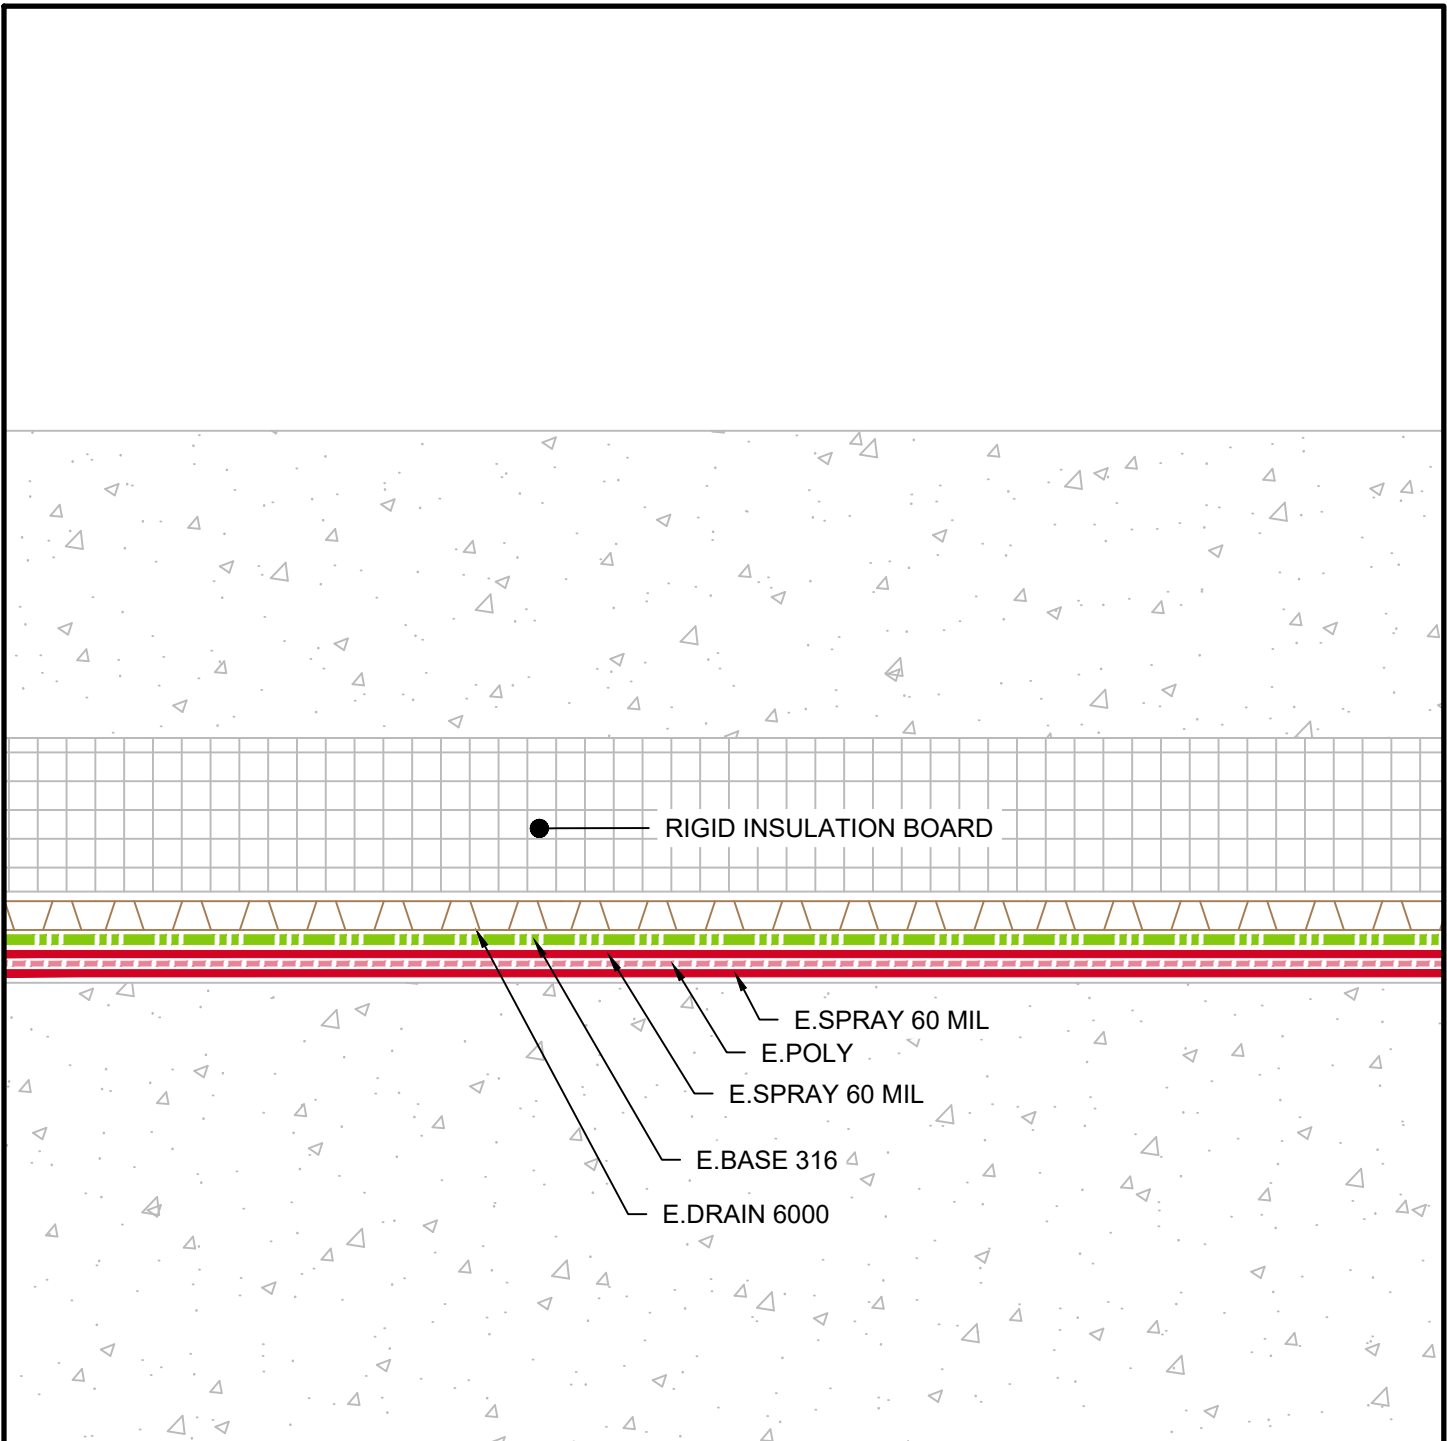 RIGID INSULATION BOARD
E.SPRAY 60 MIL
E.POLY
E.SPRAY 60 MIL
E.BASE 316
E.DRAIN 6000